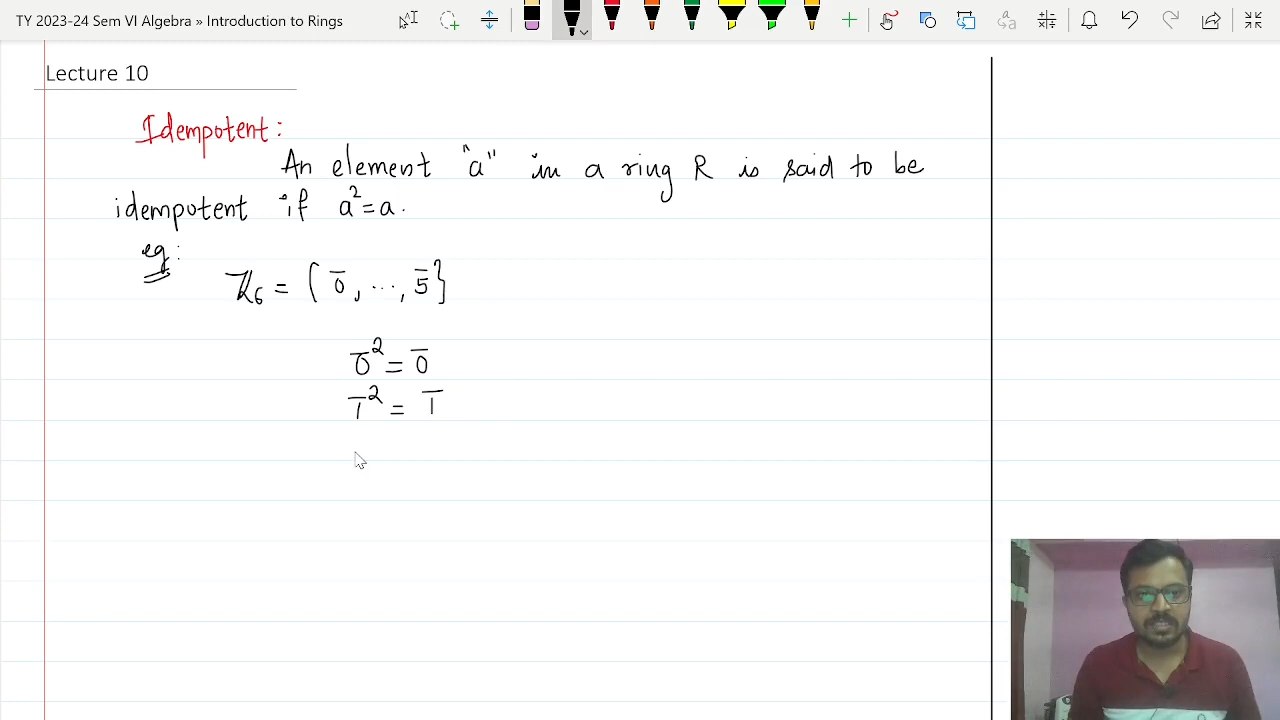 TY 2023-24 Sem VI Algebra » Introduction to Rings
Lecture 10
Idempotent:
An element "a" in a ring R is said to be
idempotent if a² = a.
eg:
ℤ₆ = { 0̅, ..., 5̅ }
0̅² = 0̅
1̅² = 1̅